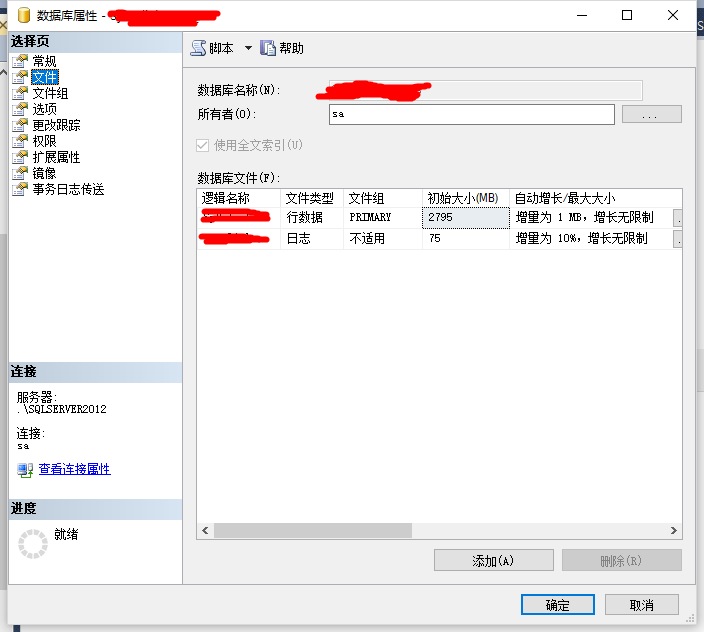 数据库属性 -
选择页
常规
文件
文件组
选项
更改跟踪
权限
扩展属性
镜像
事务日志传送
连接
服务器:
.\SQLSERVER2012
连接:
sa
查看连接属性
进度
就绪
脚本 帮助
数据库名称(N):
所有者(O): sa ...
使用全文索引(U)
数据库文件(F):
逻辑名称 文件类型 文件组 初始大小(MB) 自动增长/最大大小
行数据 PRIMARY 2795 增量为 1 MB，增长无限制
日志 不适用 75 增量为 10%，增长无限制
添加(A) 删除(R)
确定 取消